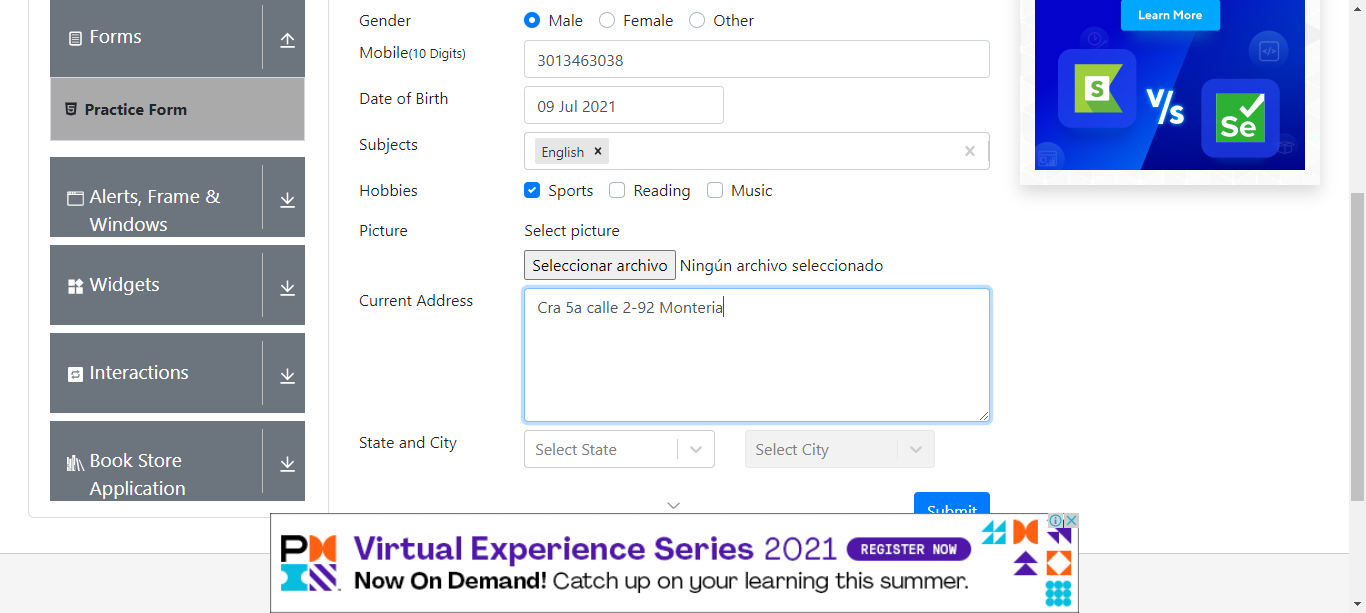 Forms
Practice Form
Alerts, Frame &
Windows
Widgets
Interactions
Book Store
Application
Gender
Male Female Other
Mobile(10 Digits)
3013463038
Date of Birth
09 Jul 2021
Subjects
English ×
Hobbies
Sports Reading Music
Picture
Select picture
Seleccionar archivo Ningún archivo seleccionado
Current Address
Cra 5a calle 2-92 Monteria
State and City
Select State
Select City
Submit
Learn More
S
V/s
Se
PMI
Virtual Experience Series 2021 REGISTER NOW
Now On Demand! Catch up on your learning this summer.